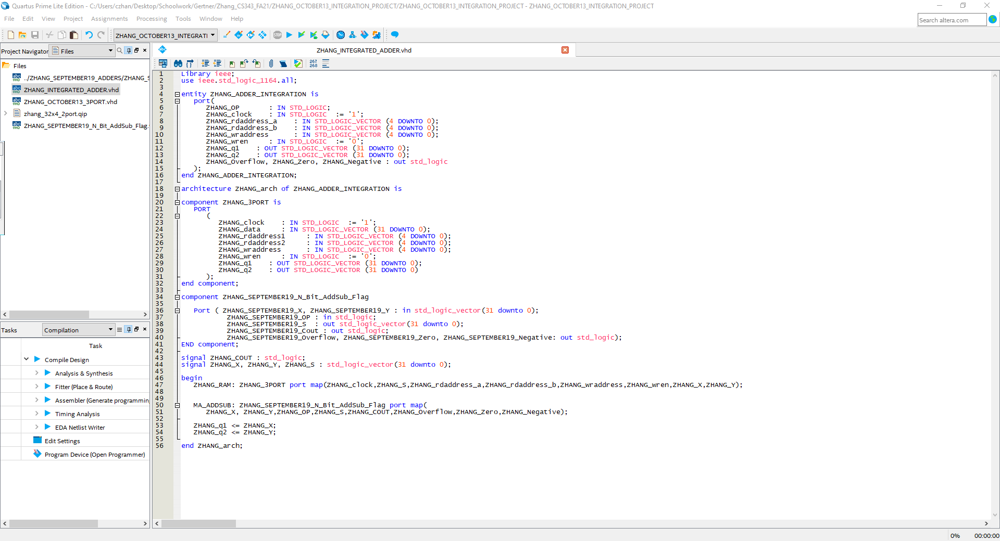 Quartus Prime Lite Edition - C:/Users/czhan/Desktop/Schoolwork/Gertner/Zhang_CS343_FA21/ZHANG_OCTOBER13_INTEGRATION_PROJECT/ZHANG_OCTOBER13_INTEGRATION_PROJECT - ZHANG_OCTOBER13_INTEGRATION_PROJECT
File Edit View Project Assignments Processing Tools Window Help
Search altera.com
ZHANG_OCTOBER13_INTEGRATI
STOP
Project Navigator Files
abc ZHANG_INTEGRATED_ADDER.vhd
267
268
Files
abc VHD ../ZHANG_SEPTEMBER19_ADDERS/ZHANG_S
abc VHD ZHANG_INTEGRATED_ADDER.vhd
abc VHD ZHANG_OCTOBER13_3PORT.vhd
zhang_32x4_2port.qip
abc VHD ZHANG_SEPTEMBER19_N_Bit_AddSub_Flag.
Tasks Compilation
Task
Compile Design
Analysis & Synthesis
Fitter (Place & Route)
Assembler (Generate programmin
Timing Analysis
EDA Netlist Writer
Edit Settings
Program Device (Open Programmer)
1 Library ieee;
2 use ieee.std_logic_1164.all;
3
4 entity ZHANG_ADDER_INTEGRATION is
5 port(
6 ZHANG_OP : IN STD_LOGIC;
7 ZHANG_clock : IN STD_LOGIC := '1';
8 ZHANG_rdaddress_a : IN STD_LOGIC_VECTOR (4 DOWNTO 0);
9 ZHANG_rdaddress_b : IN STD_LOGIC_VECTOR (4 DOWNTO 0);
10 ZHANG_wraddress : IN STD_LOGIC_VECTOR (4 DOWNTO 0);
11 ZHANG_wren : IN STD_LOGIC := '0';
12 ZHANG_q1 : OUT STD_LOGIC_VECTOR (31 DOWNTO 0);
13 ZHANG_q2 : OUT STD_LOGIC_VECTOR (31 DOWNTO 0);
14 ZHANG_Overflow, ZHANG_Zero, ZHANG_Negative : out std_logic
15 );
16 end ZHANG_ADDER_INTEGRATION;
17
18 architecture ZHANG_arch of ZHANG_ADDER_INTEGRATION is
19
20 component ZHANG_3PORT is
21 PORT
22 (
23 ZHANG_clock : IN STD_LOGIC := '1';
24 ZHANG_data : IN STD_LOGIC_VECTOR (31 DOWNTO 0);
25 ZHANG_rdaddress1 : IN STD_LOGIC_VECTOR (4 DOWNTO 0);
26 ZHANG_rdaddress2 : IN STD_LOGIC_VECTOR (4 DOWNTO 0);
27 ZHANG_wraddress : IN STD_LOGIC_VECTOR (4 DOWNTO 0);
28 ZHANG_wren : IN STD_LOGIC := '0';
29 ZHANG_q1 : OUT STD_LOGIC_VECTOR (31 DOWNTO 0);
30 ZHANG_q2 : OUT STD_LOGIC_VECTOR (31 DOWNTO 0)
31 );
32 end component;
33
34 component ZHANG_SEPTEMBER19_N_Bit_AddSub_Flag
35
36 Port ( ZHANG_SEPTEMBER19_X, ZHANG_SEPTEMBER19_Y : in std_logic_vector(31 downto 0);
37 ZHANG_SEPTEMBER19_OP : in std_logic;
38 ZHANG_SEPTEMBER19_S : out std_logic_vector(31 downto 0);
39 ZHANG_SEPTEMBER19_Cout : out std_logic;
40 ZHANG_SEPTEMBER19_Overflow, ZHANG_SEPTEMBER19_Zero, ZHANG_SEPTEMBER19_Negative: out std_logic);
41 END component;
42
43 signal ZHANG_COUT : std_logic;
44 signal ZHANG_X, ZHANG_Y, ZHANG_S : std_logic_vector(31 downto 0);
45
46 begin
47 ZHANG_RAM: ZHANG_3PORT port map(ZHANG_clock,ZHANG_S,ZHANG_rdaddress_a,ZHANG_rdaddress_b,ZHANG_wraddress,ZHANG_wren,ZHANG_X,ZHANG_Y);
48
49
50 MA_ADDSUB: ZHANG_SEPTEMBER19_N_Bit_AddSub_Flag port map(
51 ZHANG_X, ZHANG_Y,ZHANG_OP,ZHANG_S,ZHANG_COUT,ZHANG_Overflow,ZHANG_Zero,ZHANG_Negative);
52
53 ZHANG_q1 <= ZHANG_X;
54 ZHANG_q2 <= ZHANG_Y;
55
56 end ZHANG_arch;
0% 00:00:00